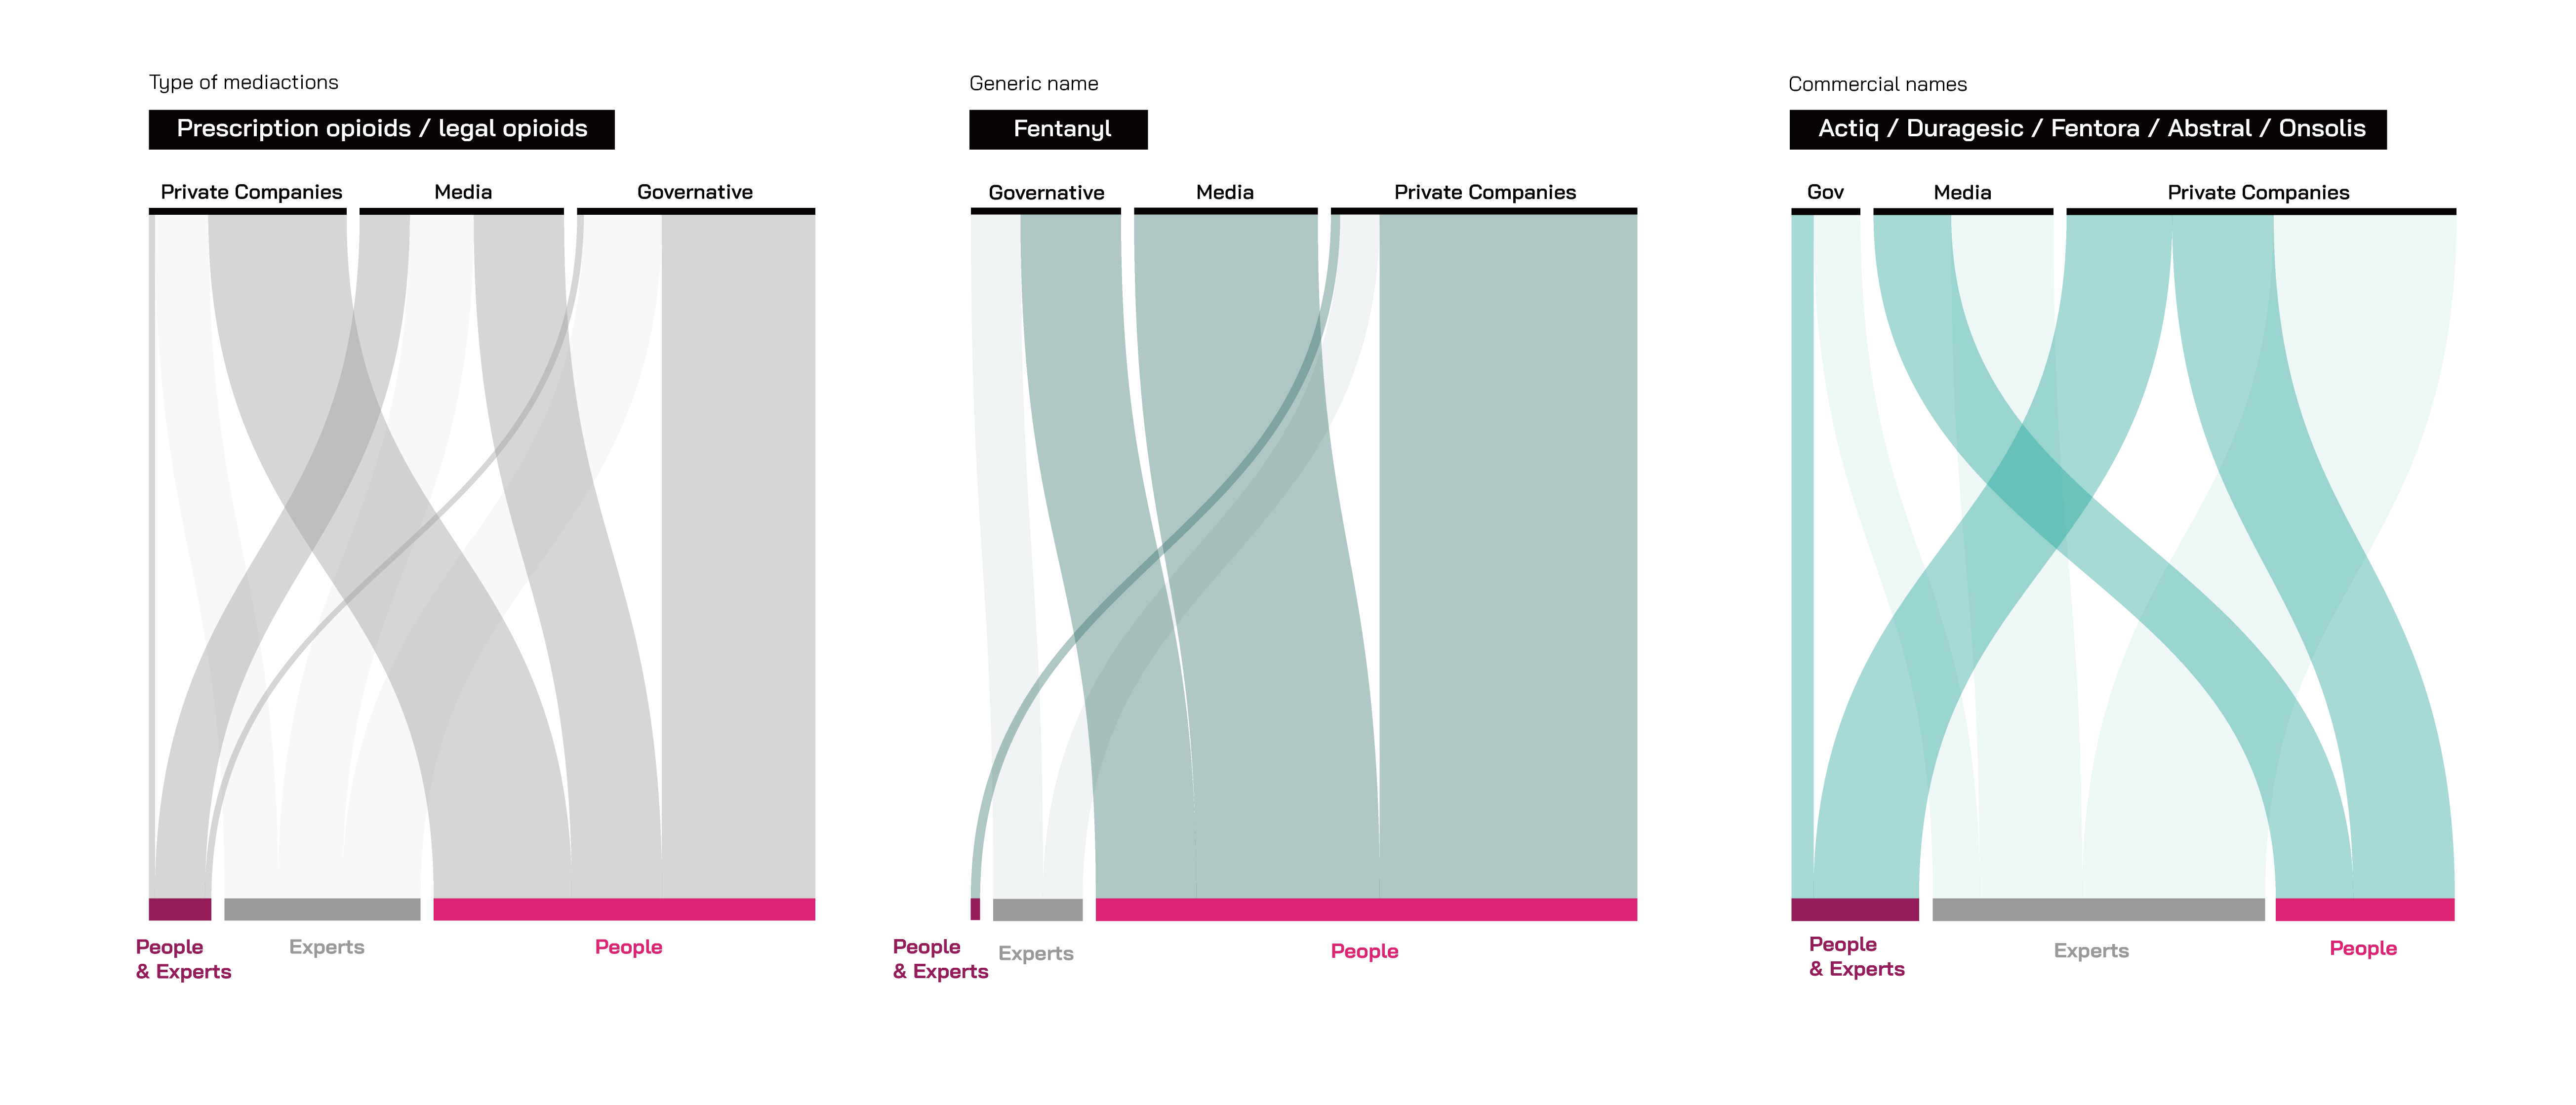 Type of mediactions
Prescription opioids / legal opioids
Private Companies
Media
Governative
People
& Experts
Experts
People
Generic name
Fentanyl
Governative
Media
Private Companies
People
& Experts
Experts
People
Commercial names
Actiq / Duragesic / Fentora / Abstral / Onsolis
Gov
Media
Private Companies
People
& Experts
Experts
People